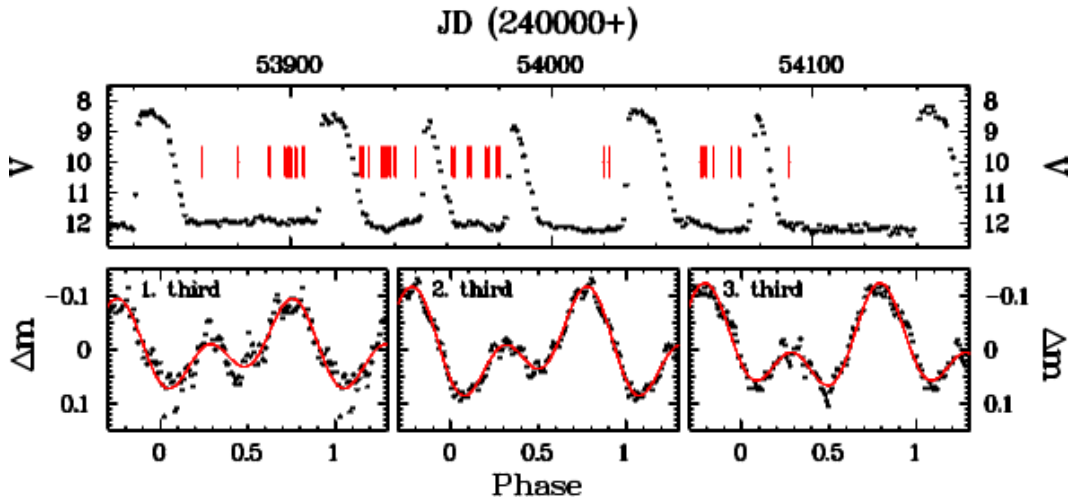 JD (240000+)
53900 54000 54100
8 8
9 9
V 10 10 V
11 11
12 12
1. third 2. third 3. third
-0.1 -0.1
Δm 0 0 Δm
0.1 0.1
0 0.5 1 0 0.5 1 0 0.5 1
Phase